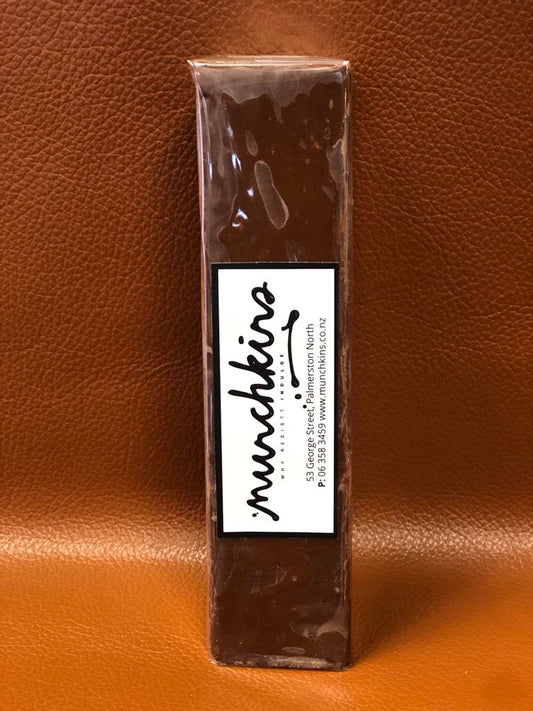 munchkins
WHY RESIST? INDULGE
53 George Street, Palmerston North
P: 06 358 3459 www.munchkins.co.nz